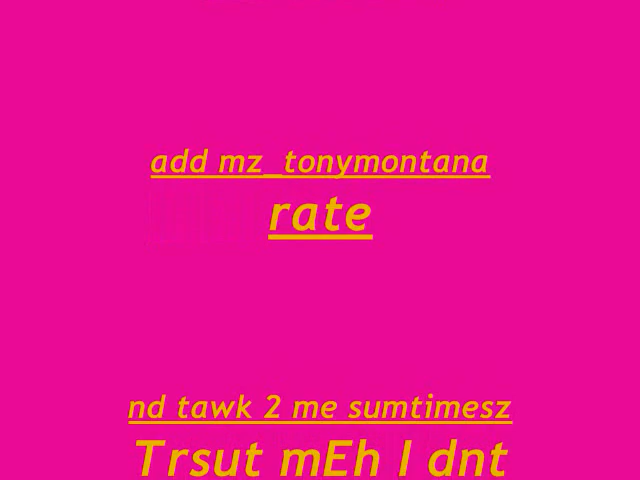 add mz_tonymontana
rate
nd tawk 2 me sumtimesz
Trsut mEh I dnt